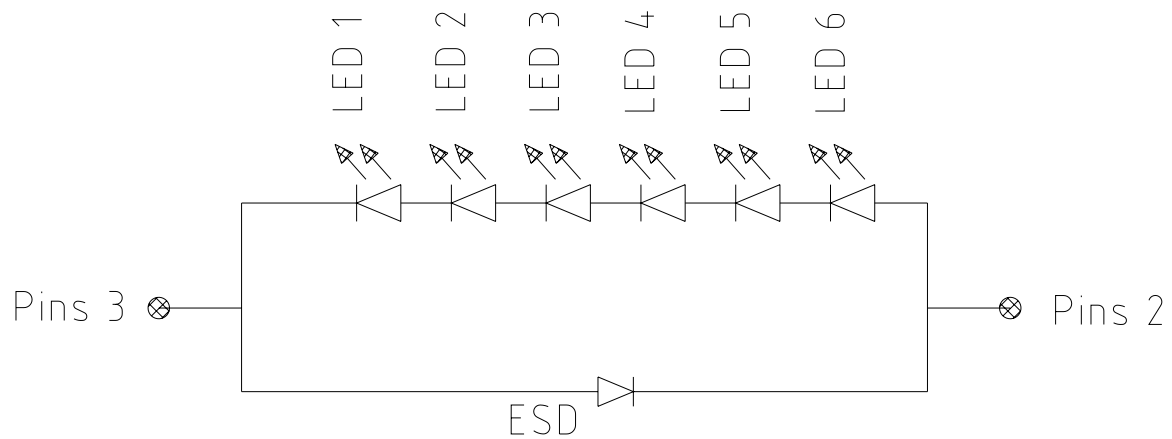 LED 1
LED 2
LED 3
LED 4
LED 5
LED 6
Pins 3
Pins 2
ESD